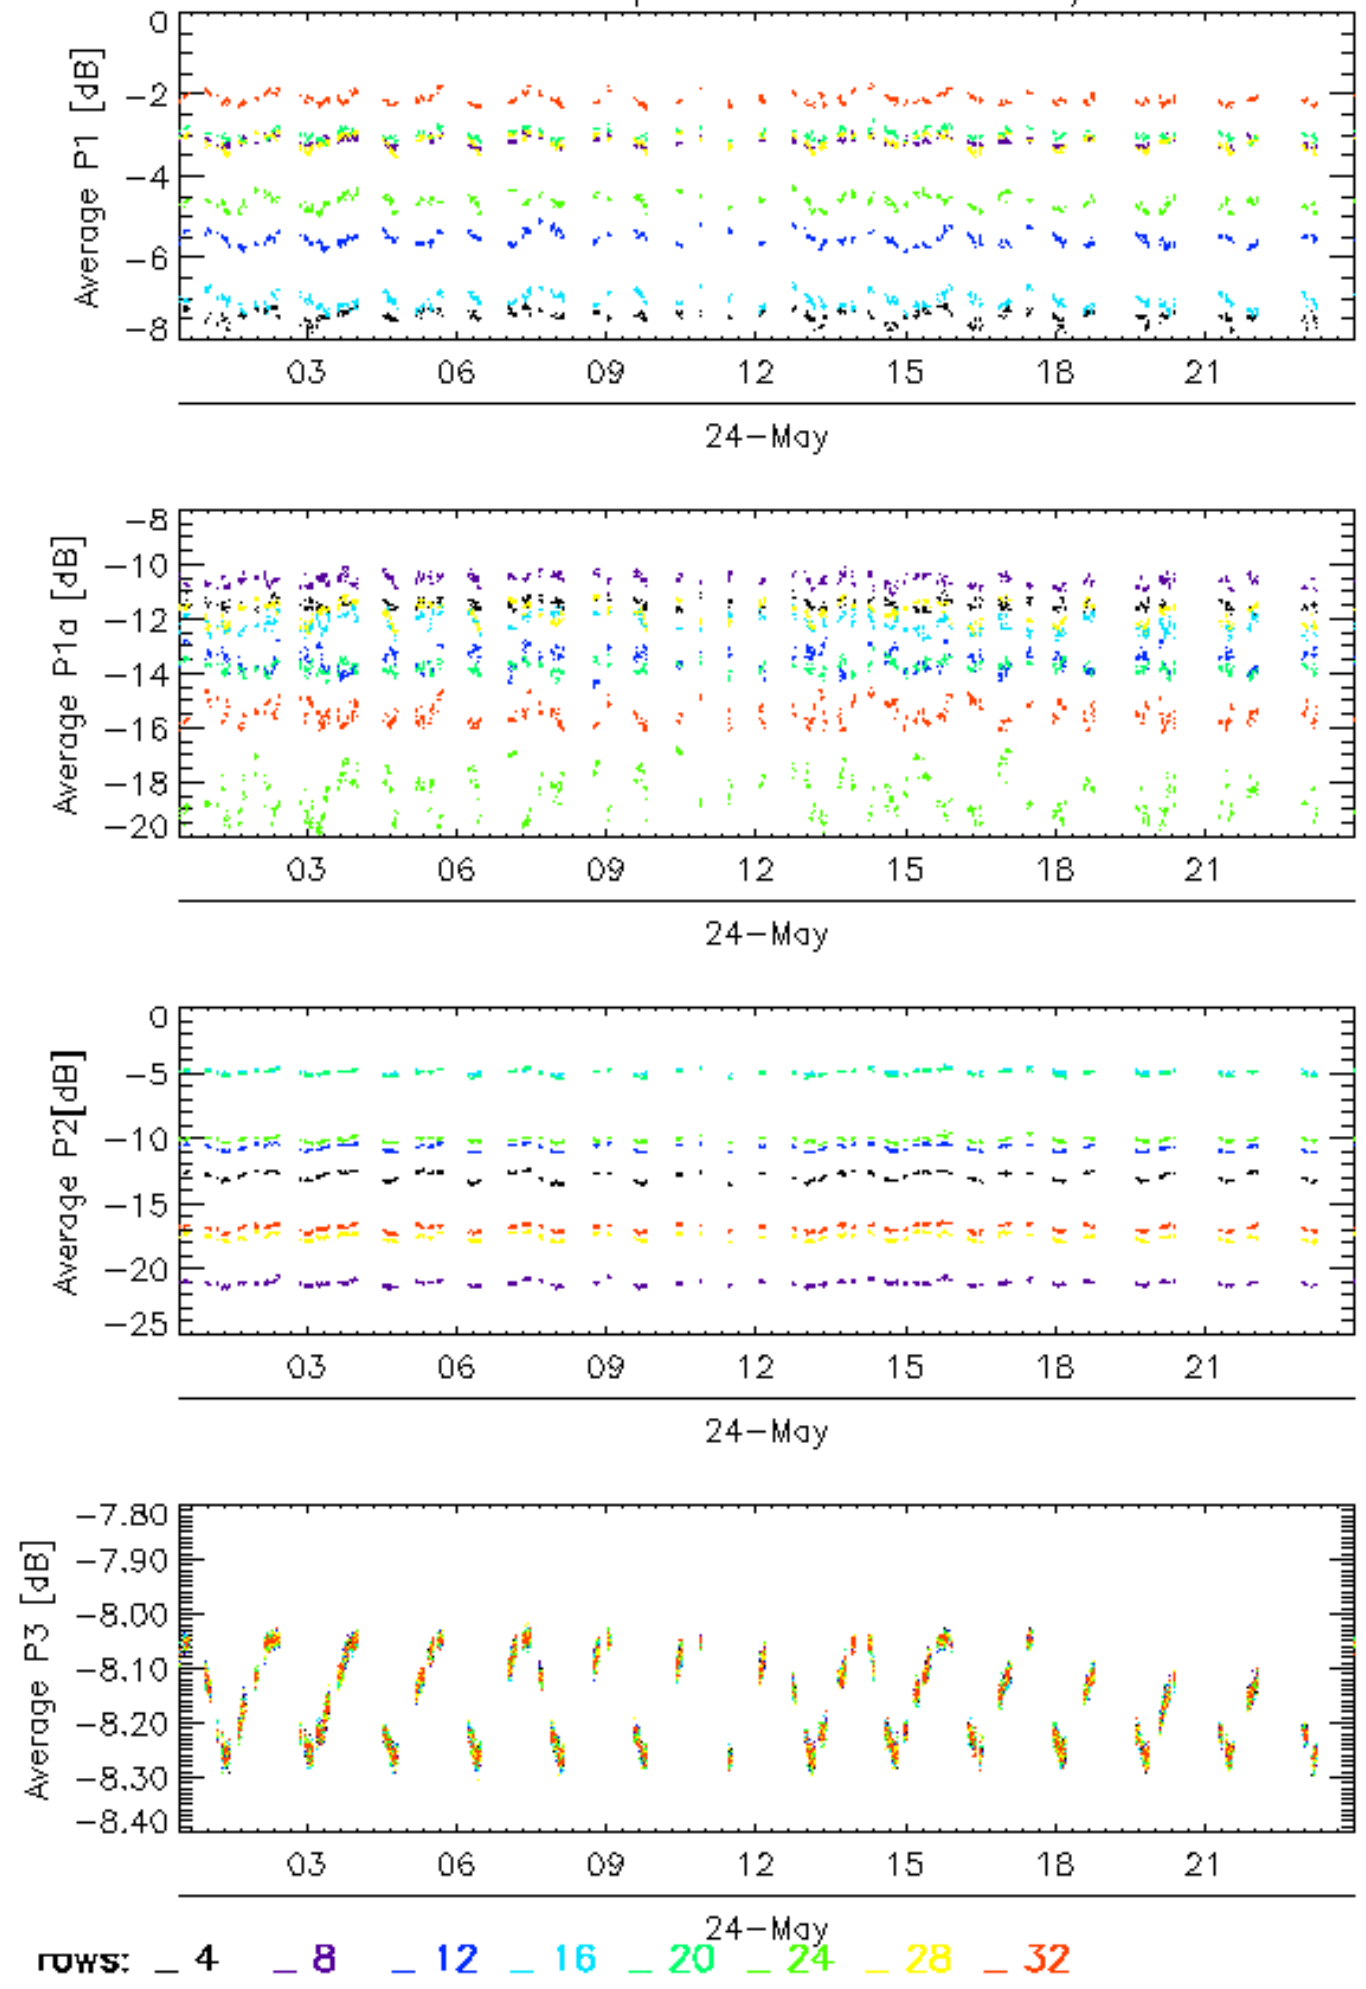 Average P1 [dB]
0
−2
−4
−6
−8
03 06 09 12 15 18 21
24−May
Average P1a [dB]
−8
−10
−12
−14
−16
−18
−20
03 06 09 12 15 18 21
24−May
Average P2[dB]
0
−5
−10
−15
−20
−25
03 06 09 12 15 18 21
24−May
Average P3 [dB]
−7.80
−7.90
−8.00
−8.10
−8.20
−8.30
−8.40
03 06 09 12 15 18 21
24−May
rows: _ 4 _ 8 _ 12 _ 16 _ 20 _ 24 _ 28 _ 32